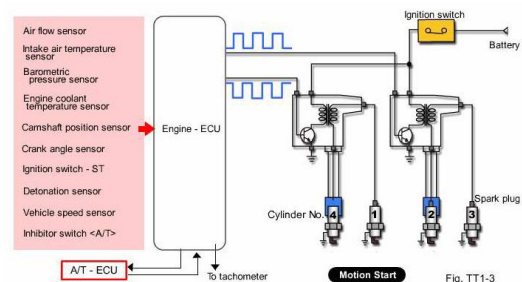 Air flow sensor
Intake air temperature
sensor
Barometric
pressure sensor
Engine coolant
temperature sensor
Camshaft position sensor
Crank angle sensor
Ignition switch - ST
Detonation sensor
Vehicle speed sensor
Inhibitor switch <A/T>
Engine - ECU
A/T - ECU
To tachometer
Ignition switch
Battery
Cylinder No.
4
1
2
3
Spark plug
Motion Start
Fig. TT1-3